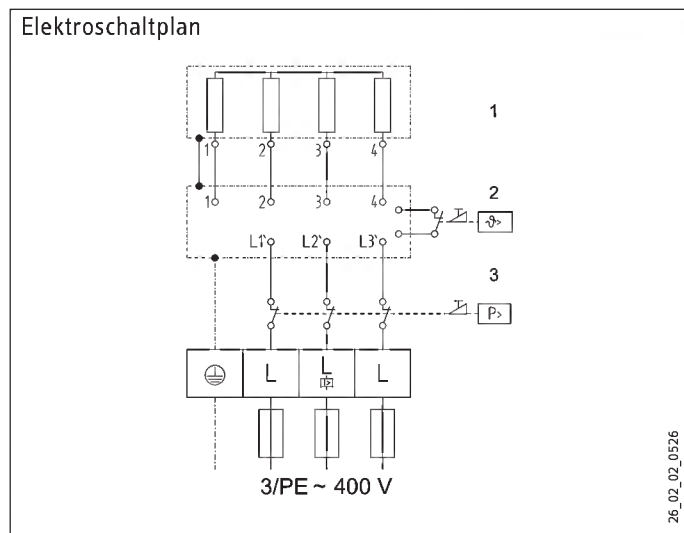 Elektroschaltplan
1
1 2 3 4
2
1 2 3 4
ϑ>
L1` L2` L3`
3
P>
L L L
3/PE ~ 400 V
26_02_02_0526